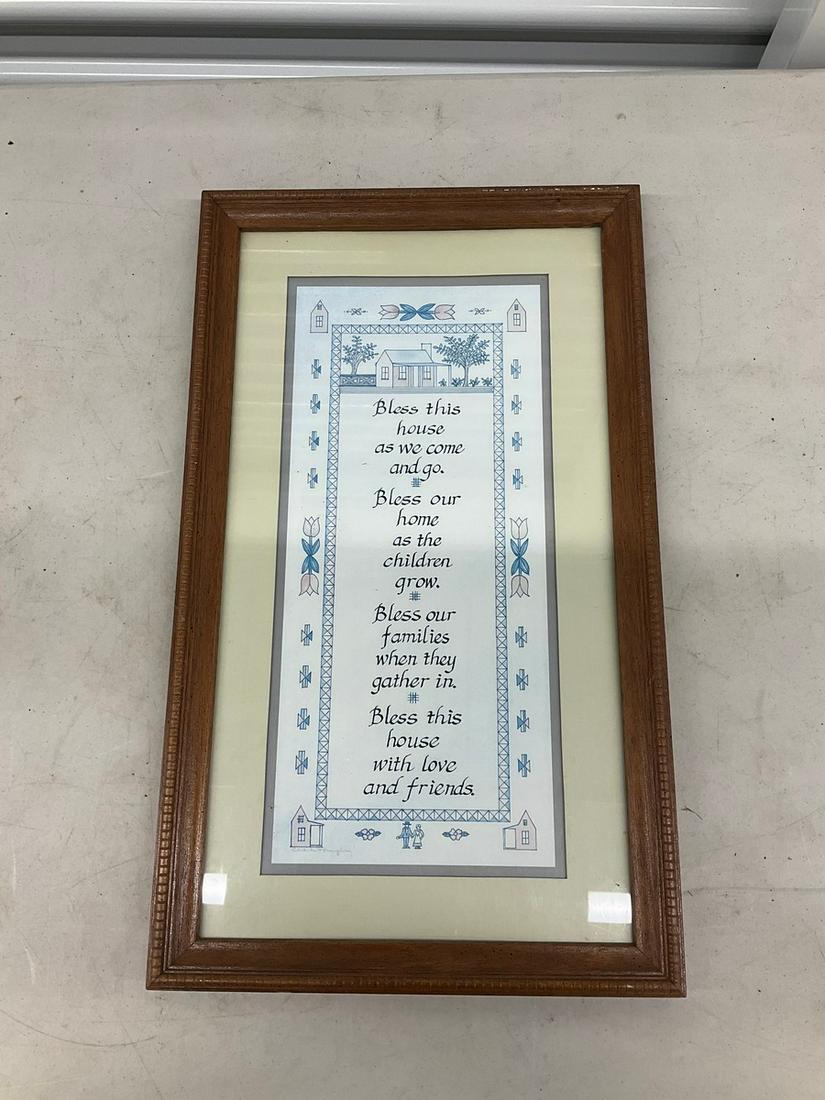 Bless this
house
as we come
and go.
Bless our
home
as the
children
grow.
Bless our
families
when they
gather in.
Bless this
house
with love
and friends.